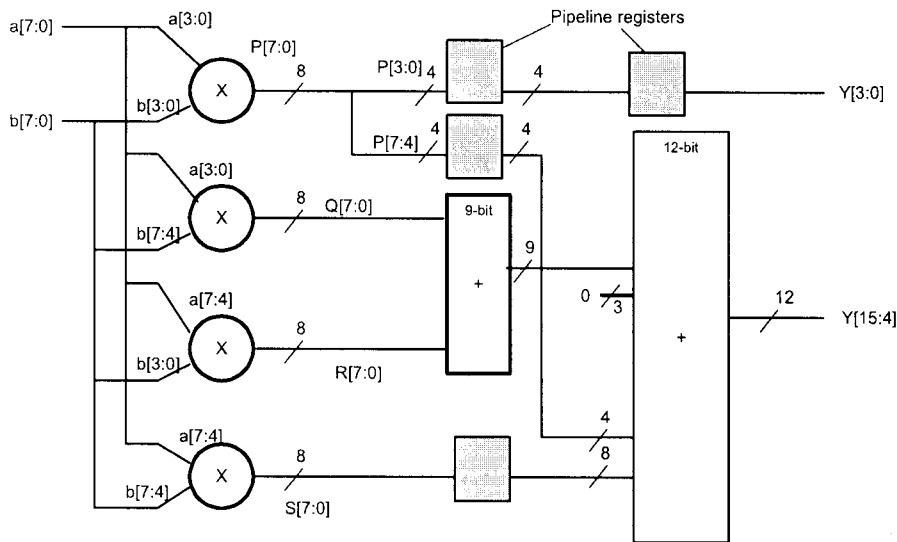 Pipeline registers
a[7:0]
a[3:0]
P[7:0]
X
8
P[3:0]
4
4
Y[3:0]
b[7:0]
b[3:0]
P[7:4]
4
4
12-bit
a[3:0]
X
8
Q[7:0]
9-bit
b[7:4]
9
0
3
+
12
Y[15:4]
a[7:4]
X
8
+
b[3:0]
R[7:0]
a[7:4]
4
X
8
8
b[7:4]
S[7:0]